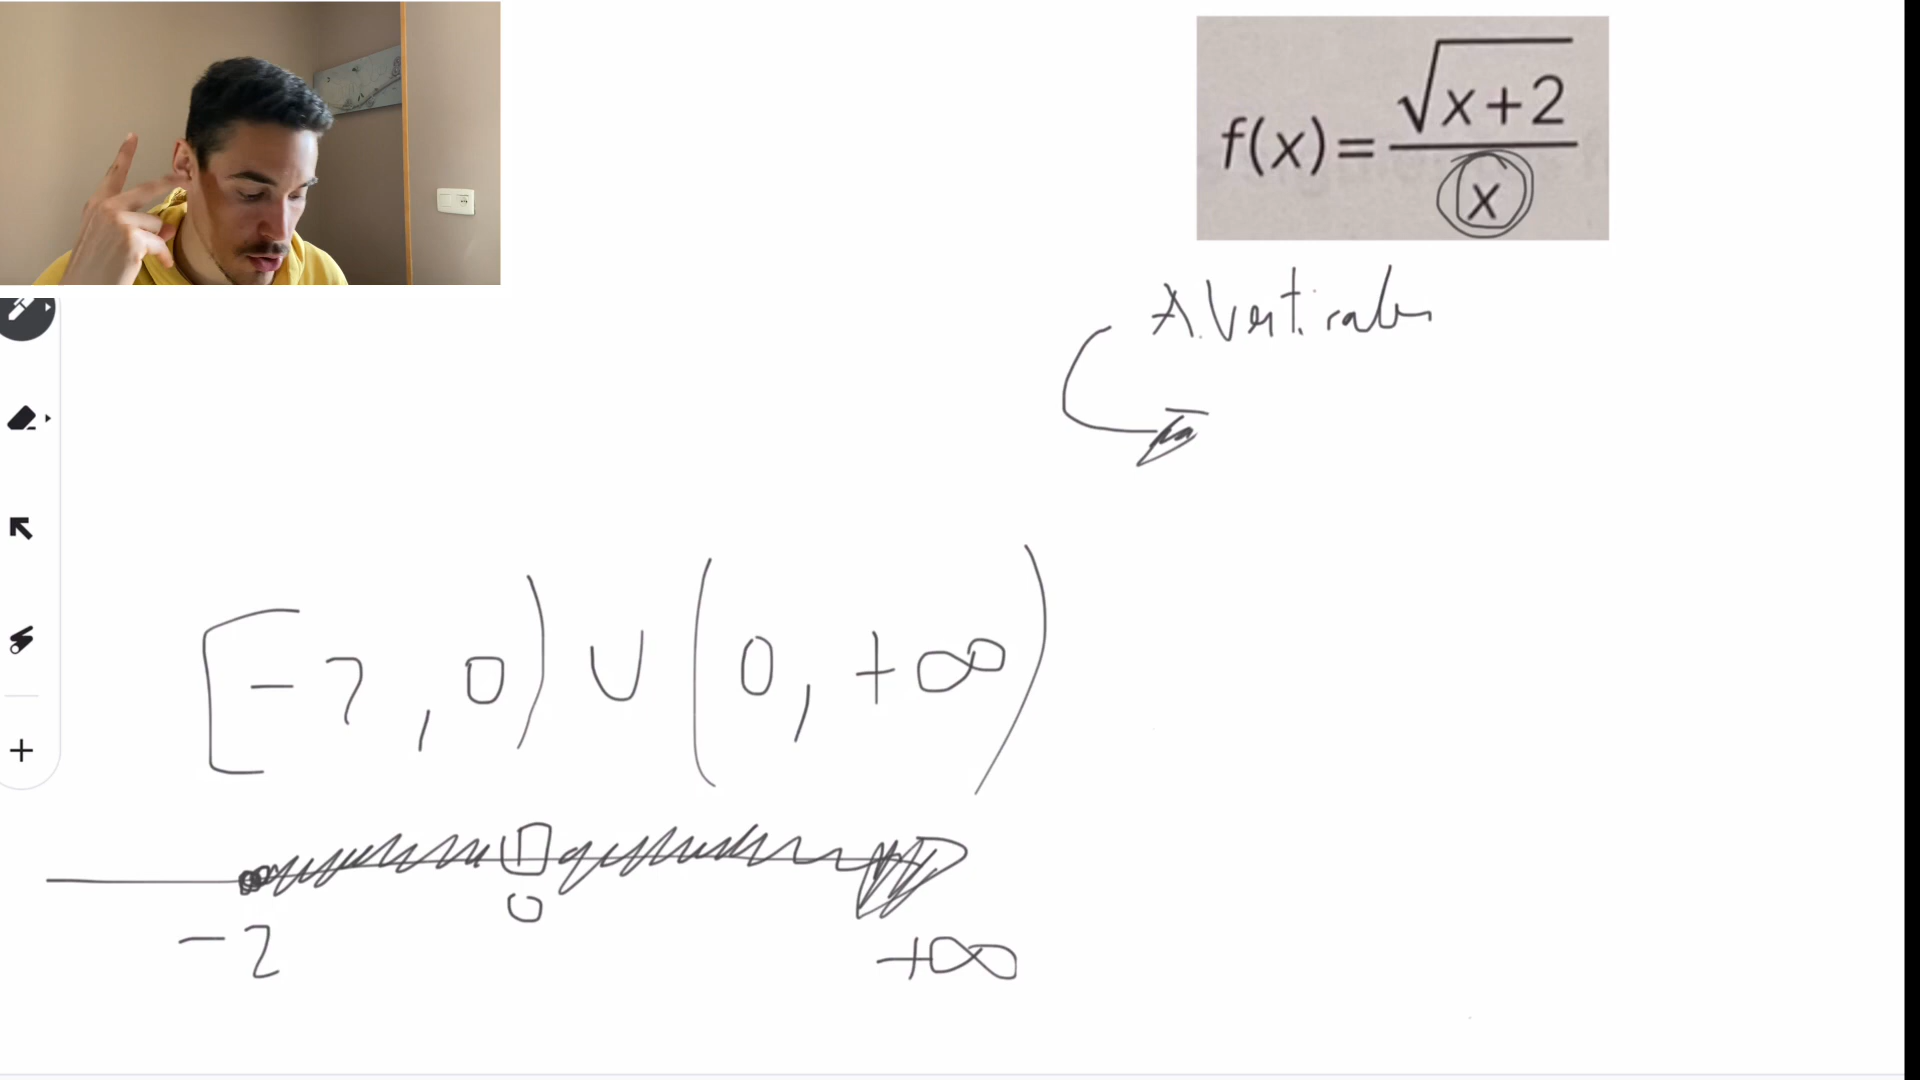 f(x) = √(x+2) / x
A. Verticales
[-2, 0) ∪ (0, +∞)
0
-2
+∞